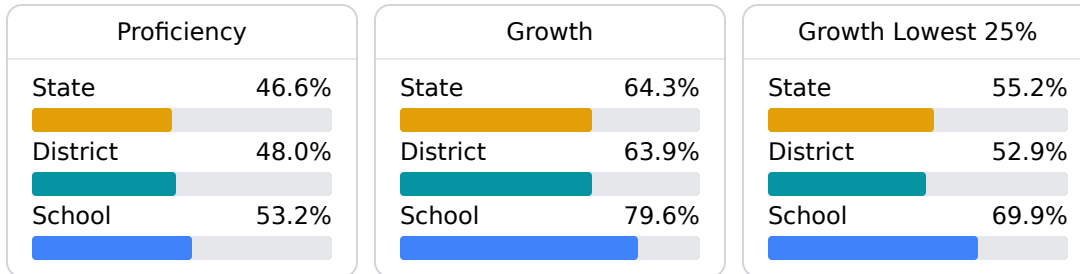 Proficiency
State 46.6%
District 48.0%
School 53.2%
Growth
State 64.3%
District 63.9%
School 79.6%
Growth Lowest 25%
State 55.2%
District 52.9%
School 69.9%